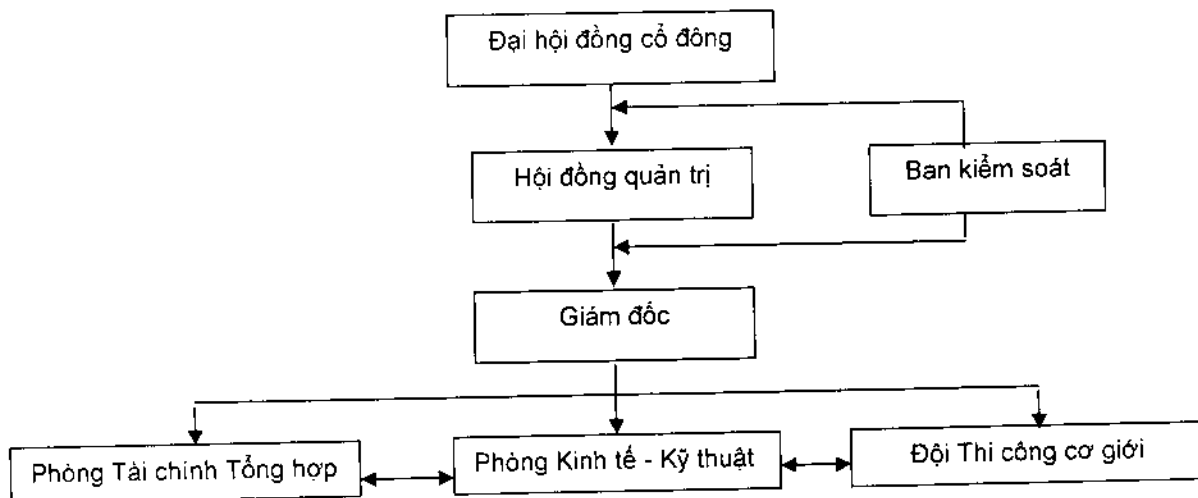 Đại hội đồng cổ đông
Hội đồng quản trị
Ban kiểm soát
Giám đốc
Phòng Tài chinh Tổng hợp
Phòng Kinh tế - Kỹ thuật
Đội Thi công cơ giới